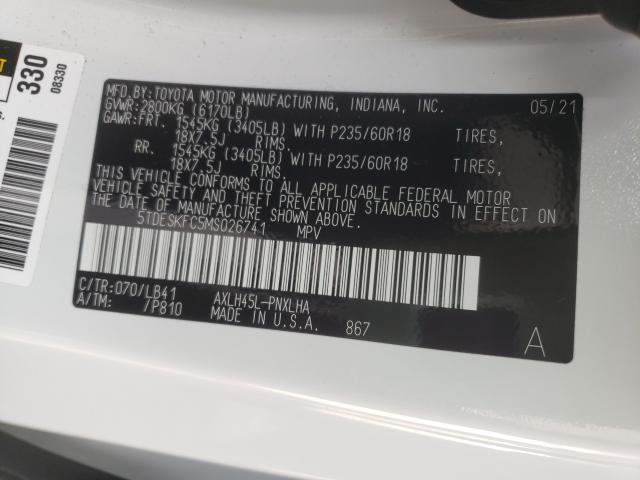 MFD.BY:TOYOTA MOTOR MANUFACTURING, INDIANA, INC. 05/21
GVWR:2800KG (6170LB)
GAWR:FRT. 1545KG (3405LB) WITH P235/60R18 TIRES,
18X7.5J RIMS.
RR. 1545KG (3405LB) WITH P235/60R18 TIRES,
18X7.5J RIMS.
THIS VEHICLE CONFORMS TO ALL APPLICABLE FEDERAL MOTOR
VEHICLE SAFETY AND THEFT PREVENTION STANDARDS IN EFFECT ON
THE DATE OF MANUFACTURE SHOWN ABOVE.
5TDESKFC5MS026741 MPV
C/TR:070/LB41 AXLH45L-PNXLHA
A/TM: /P810 MADE IN U.S.A. 867
A
330
08330